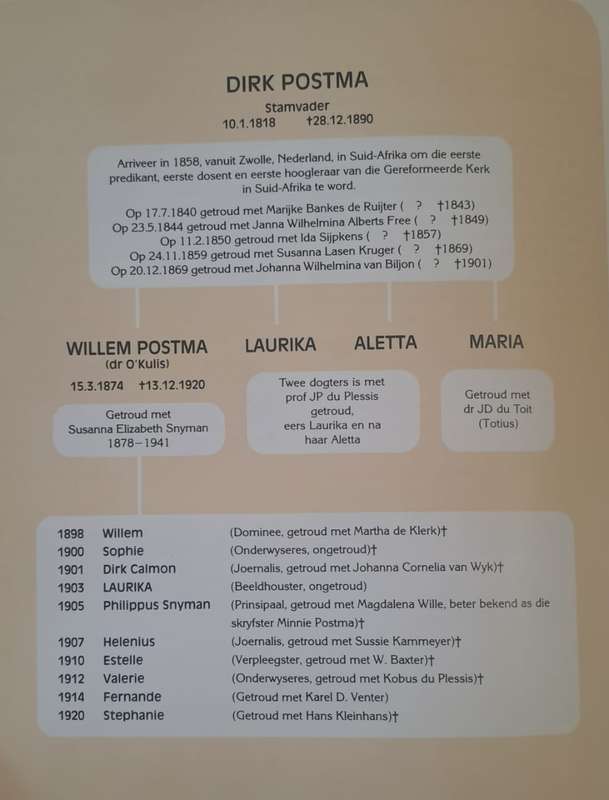 DIRK POSTMA
Stamvader
10.1.1818 †28.12.1890
Arriveer in 1858, vanuit Zwolle, Nederland, in Suid-Afrika om die eerste
predikant, eerste dosent en eerste hoogleraar van die Gereformeerde Kerk
in Suid-Afrika te word.
Op 17.7.1840 getroud met Marijke Bankes de Ruijter ( ? †1843)
Op 23.5.1844 getroud met Janna Wilhelmina Alberts Free ( ? †1849)
Op 11.2.1850 getroud met Ida Sijpkens ( ? †1857)
Op 24.11.1859 getroud met Susanna Lasen Kruger ( ? †1869)
Op 20.12.1869 getroud met Johanna Wilhelmina van Biljon ( ? †1901)
WILLEM POSTMA
(dr O'Kulis)
15.3.1874 †13.12.1920
Getroud met
Susanna Elizabeth Snyman
1878–1941
LAURIKA ALETTA
Twee dogters is met
prof JP du Plessis
getroud,
eers Laurika en na
haar Aletta
MARIA
Getroud met
dr JD du Toit
(Totius)
1898 Willem (Dominee, getroud met Martha de Klerk)†
1900 Sophie (Onderwyseres, ongetroud)†
1901 Dirk Calmon (Joernalis, getroud met Johanna Cornelia van Wyk)†
1903 LAURIKA (Beeldhouster, ongetroud)
1905 Philippus Snyman (Prinsipaal, getroud met Magdalena Wille, beter bekend as die
skryfster Minnie Postma)†
1907 Helenius (Joernalis, getroud met Sussie Kammeyer)†
1910 Estelle (Verpleegster, getroud met W. Baxter)†
1912 Valerie (Onderwyseres, getroud met Kobus du Plessis)†
1914 Fernande (Getroud met Karel D. Venter)
1920 Stephanie (Getroud met Hans Kleinhans)†